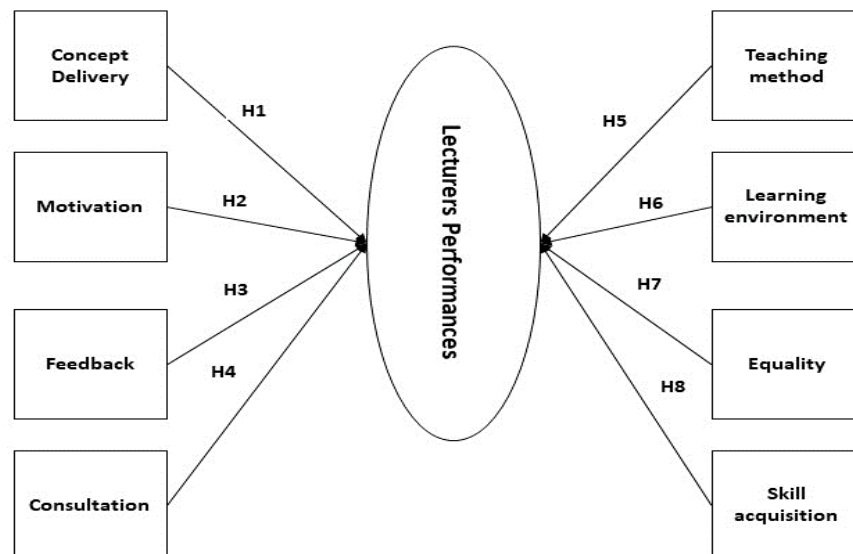 Concept
Delivery
H1
Motivation
H2
Feedback
H3
Consultation
H4
Lecturers Performances
Teaching
method
H5
Learning
environment
H6
Equality
H7
Skill
acquisition
H8